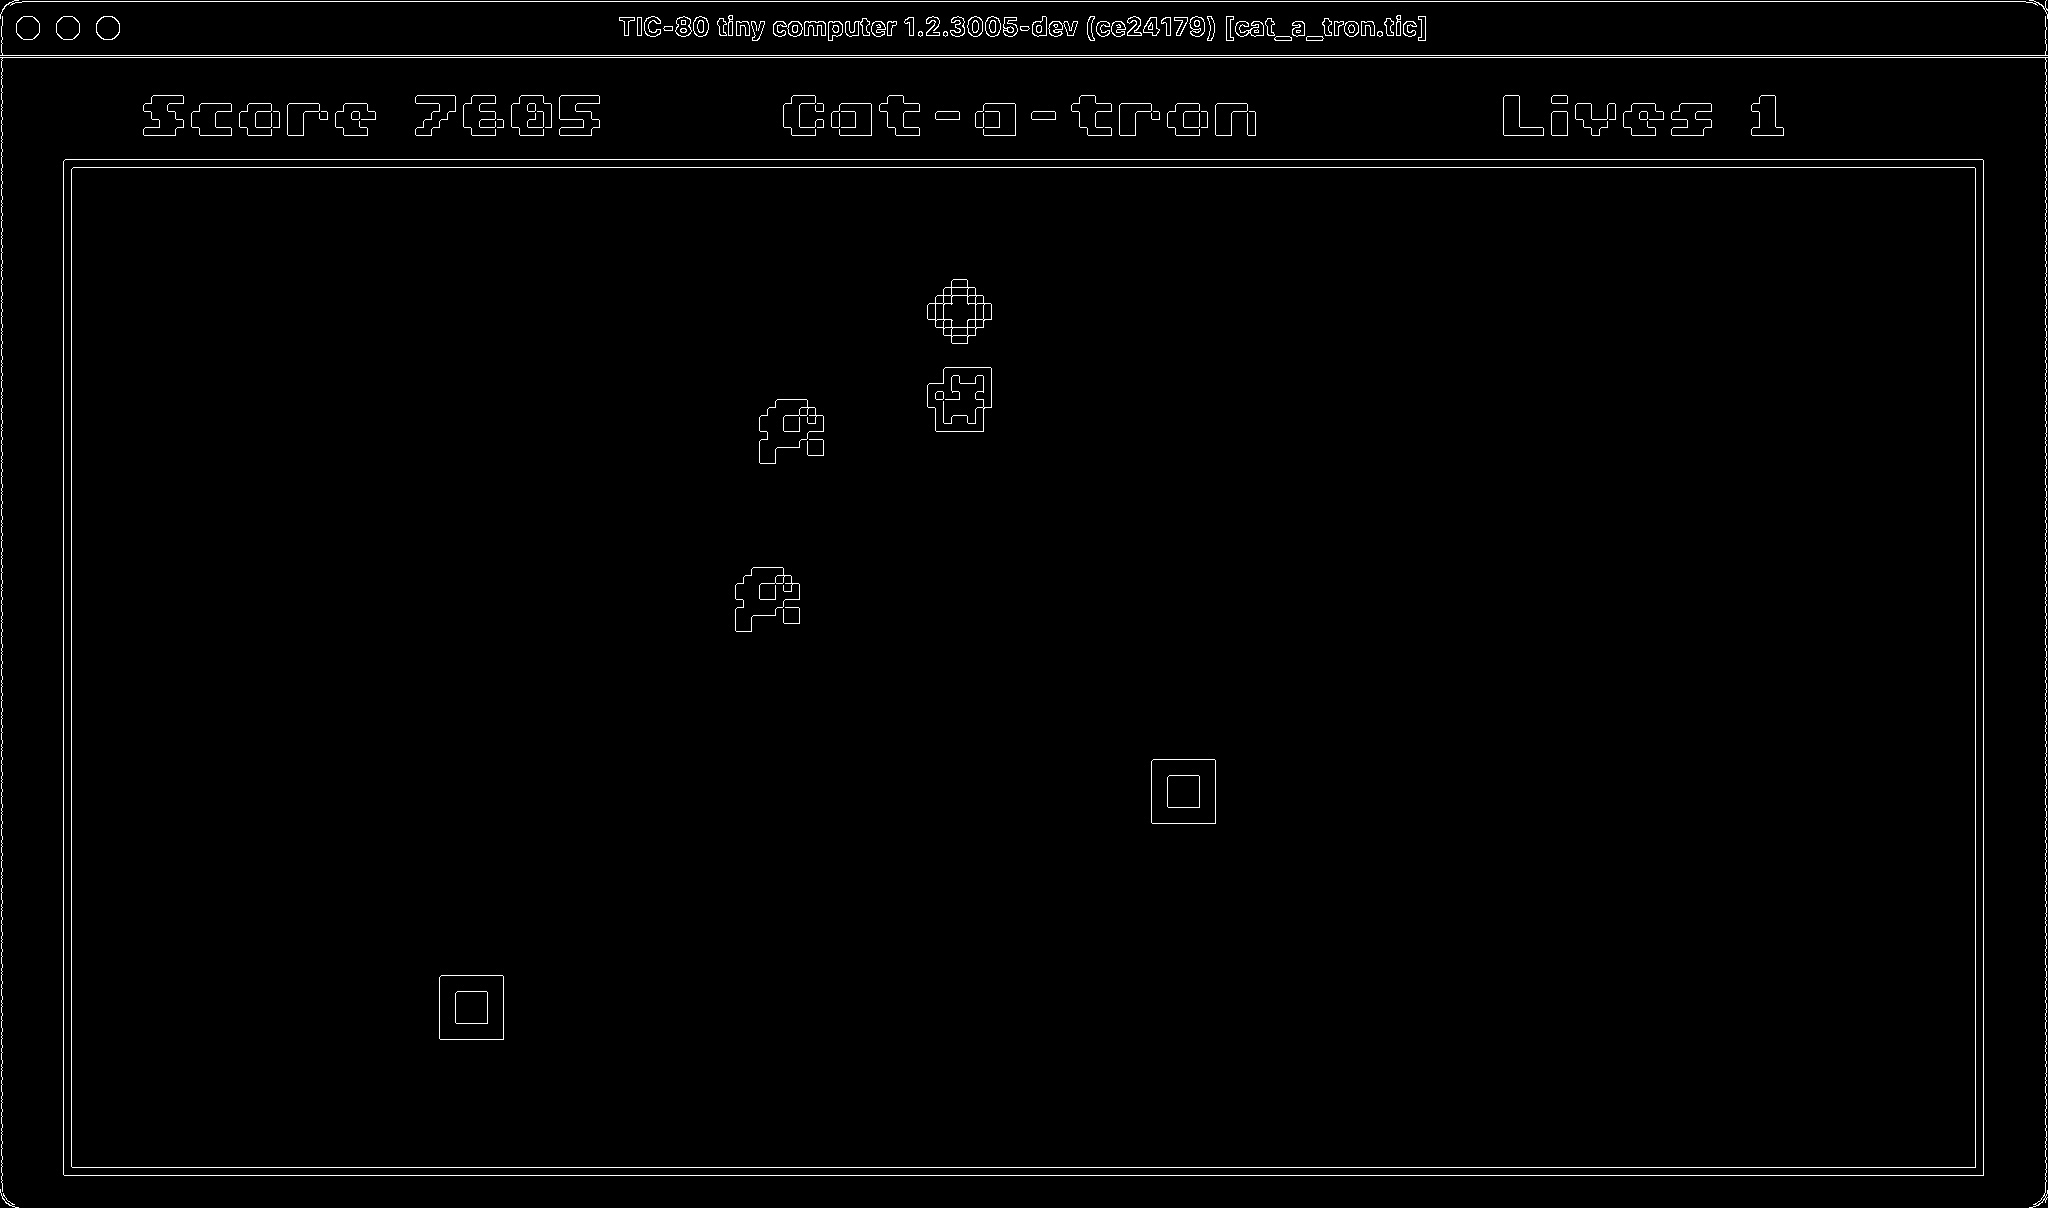 TIC-80 tiny computer 1.2.3005-dev (ce24179) [cat_a_tron.tic]
Score 7605 Cat-a-tron Lives 1